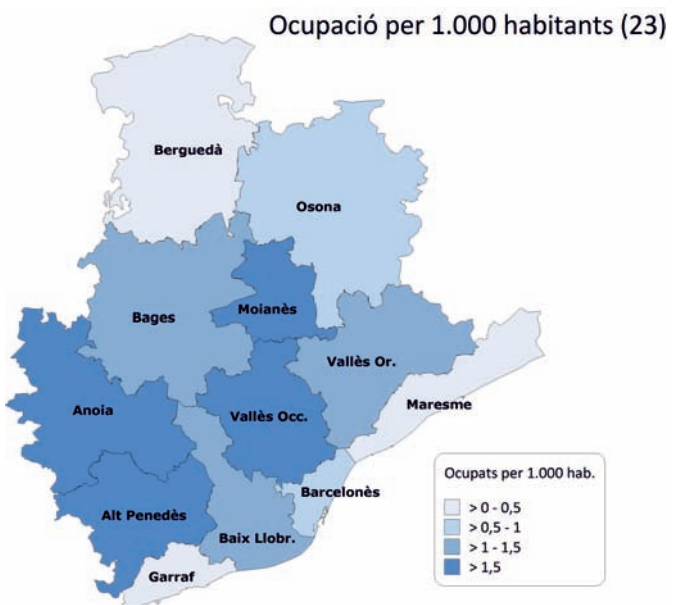 Ocupació per 1.000 habitants (23)
Berguedà
Osona
Bages
Moianès
Vallès Or.
Anoia
Vallès Occ.
Maresme
Alt Penedès
Barcelonès
Baix Llobr.
Garraf
Ocupats per 1.000 hab.
> 0 - 0,5
> 0,5 - 1
> 1 - 1,5
> 1,5